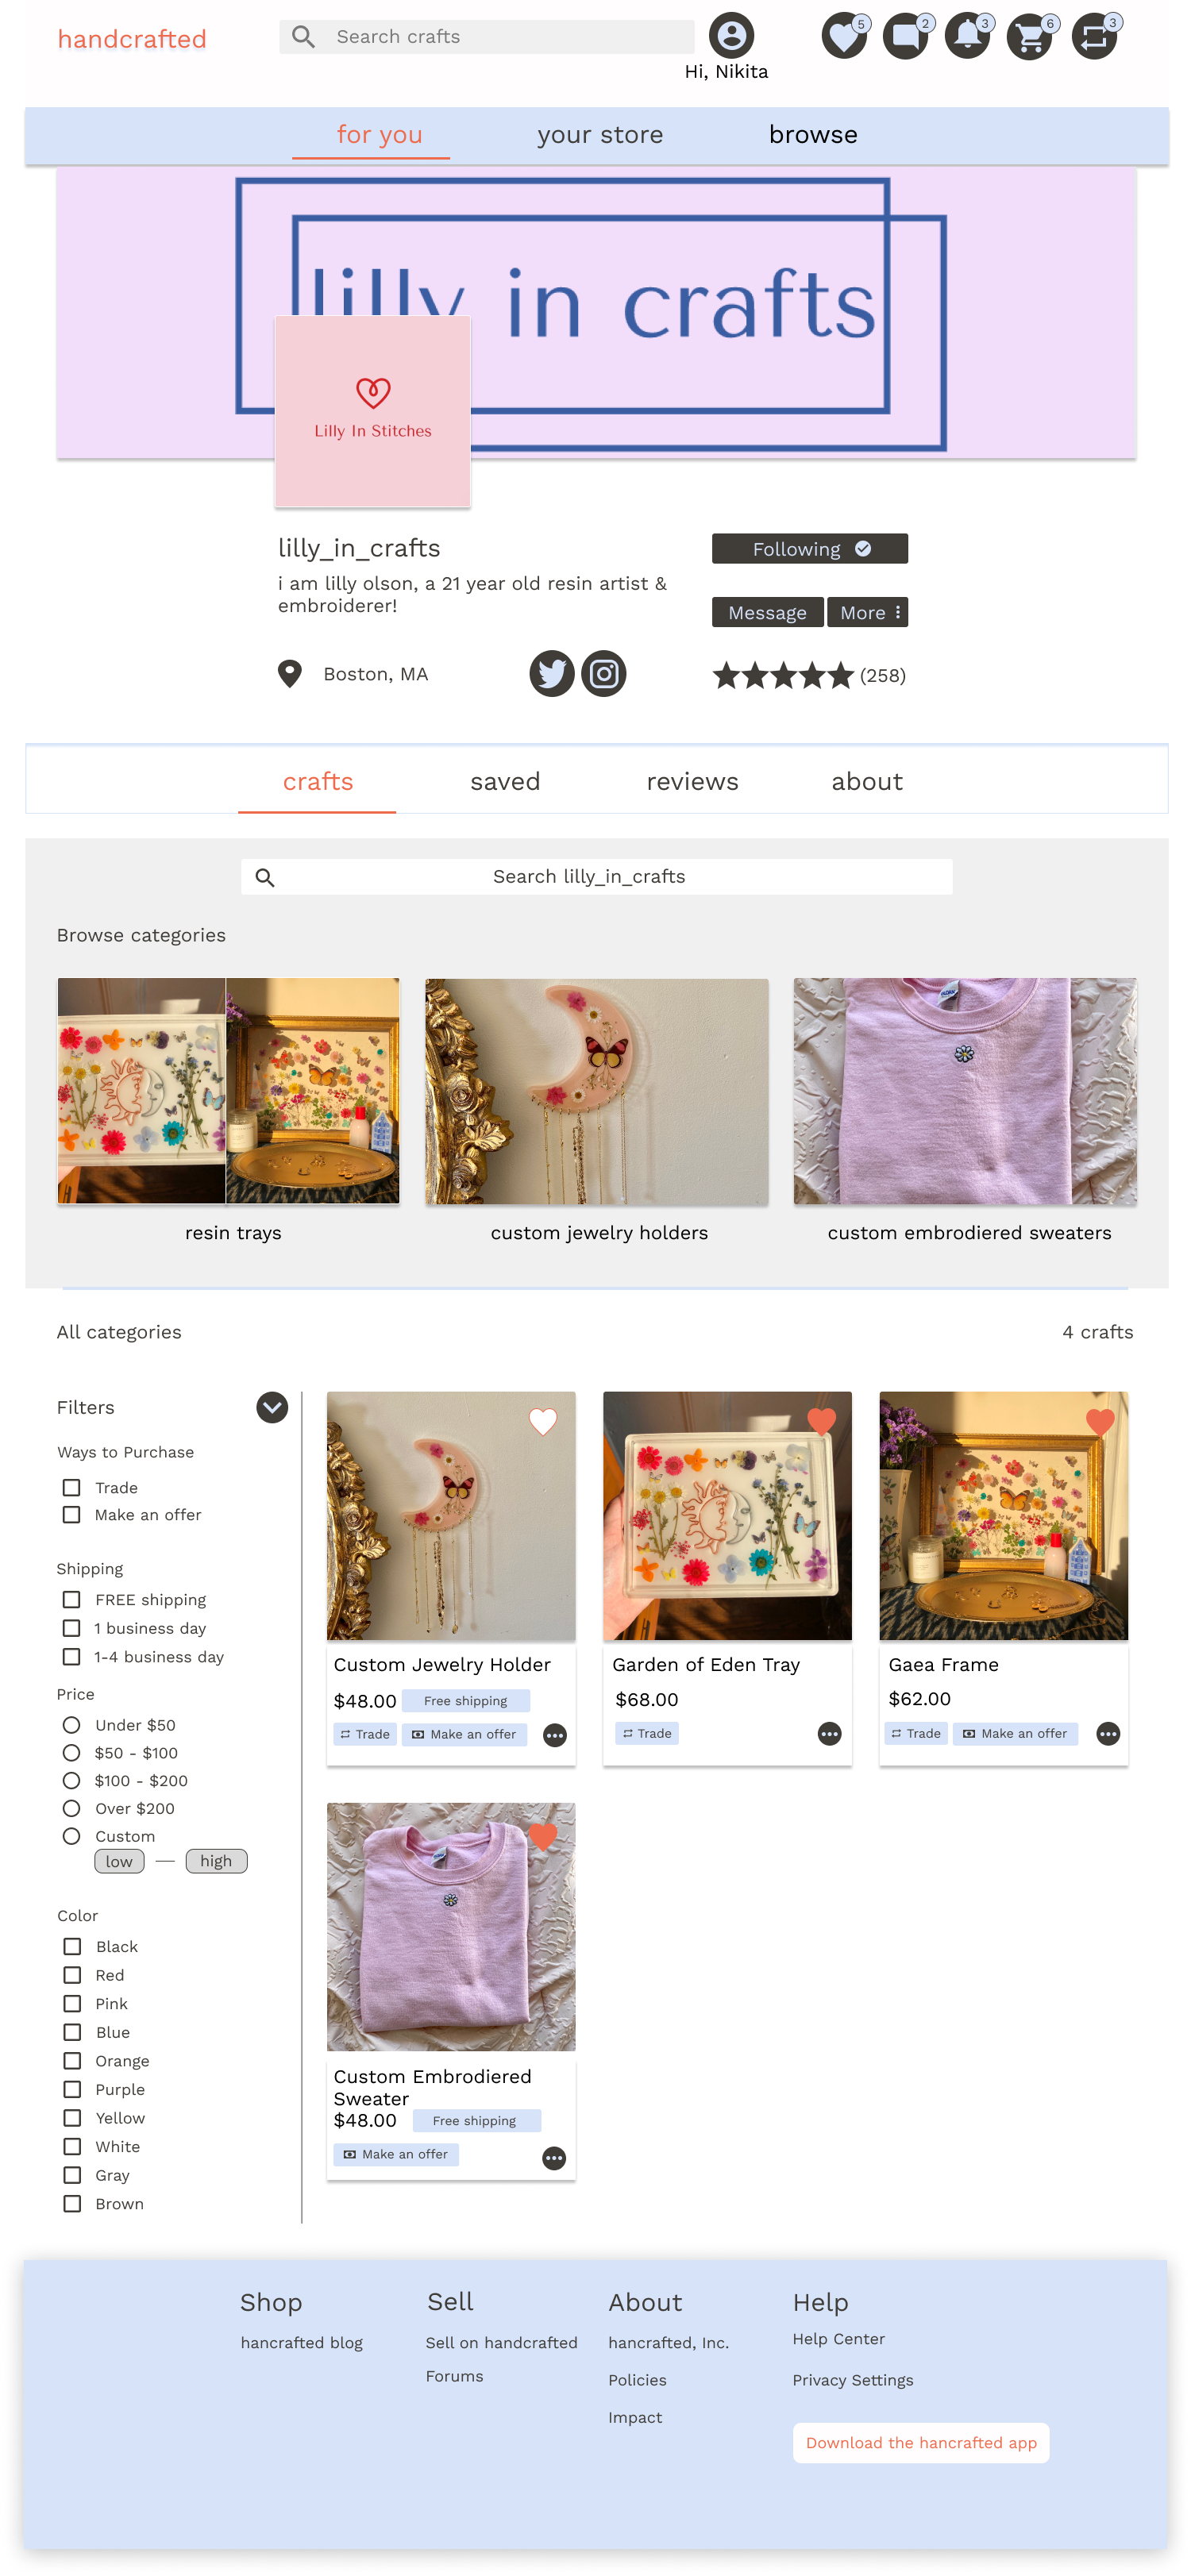 handcrafted
Search crafts
Hi, Nikita
5
2
3
6
3
for you
your store
browse
lilly in crafts
Lilly In Stitches
lilly_in_crafts
Following
i am lilly olson, a 21 year old resin artist &
embroiderer!
Message
More
Boston, MA
(258)
crafts
saved
reviews
about
Search lilly_in_crafts
Browse categories
resin trays
custom jewelry holders
custom embrodiered sweaters
All categories
4 crafts
Filters
Ways to Purchase
Trade
Make an offer
Shipping
FREE shipping
1 business day
1-4 business day
Price
Under $50
$50 - $100
$100 - $200
Over $200
Custom
low — high
Color
Black
Red
Pink
Blue
Orange
Purple
Yellow
White
Gray
Brown
Custom Jewelry Holder
$48.00
Free shipping
Trade
Make an offer
Garden of Eden Tray
$68.00
Trade
Gaea Frame
$62.00
Trade
Make an offer
Custom Embrodiered
Sweater
$48.00
Free shipping
Make an offer
Shop
hancrafted blog
Sell
Sell on handcrafted
Forums
About
hancrafted, Inc.
Policies
Impact
Help
Help Center
Privacy Settings
Download the hancrafted app